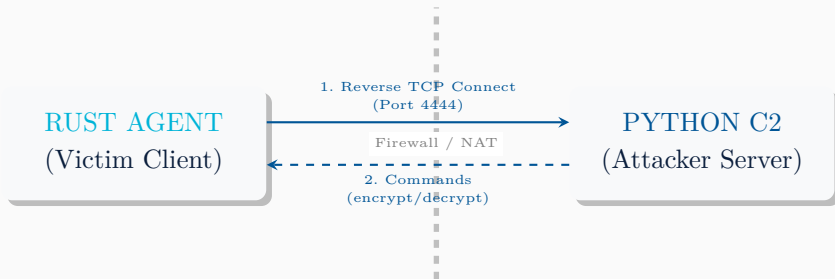 RUST AGENT
(Victim Client)
1. Reverse TCP Connect
(Port 4444)
Firewall / NAT
2. Commands
(encrypt/decrypt)
PYTHON C2
(Attacker Server)